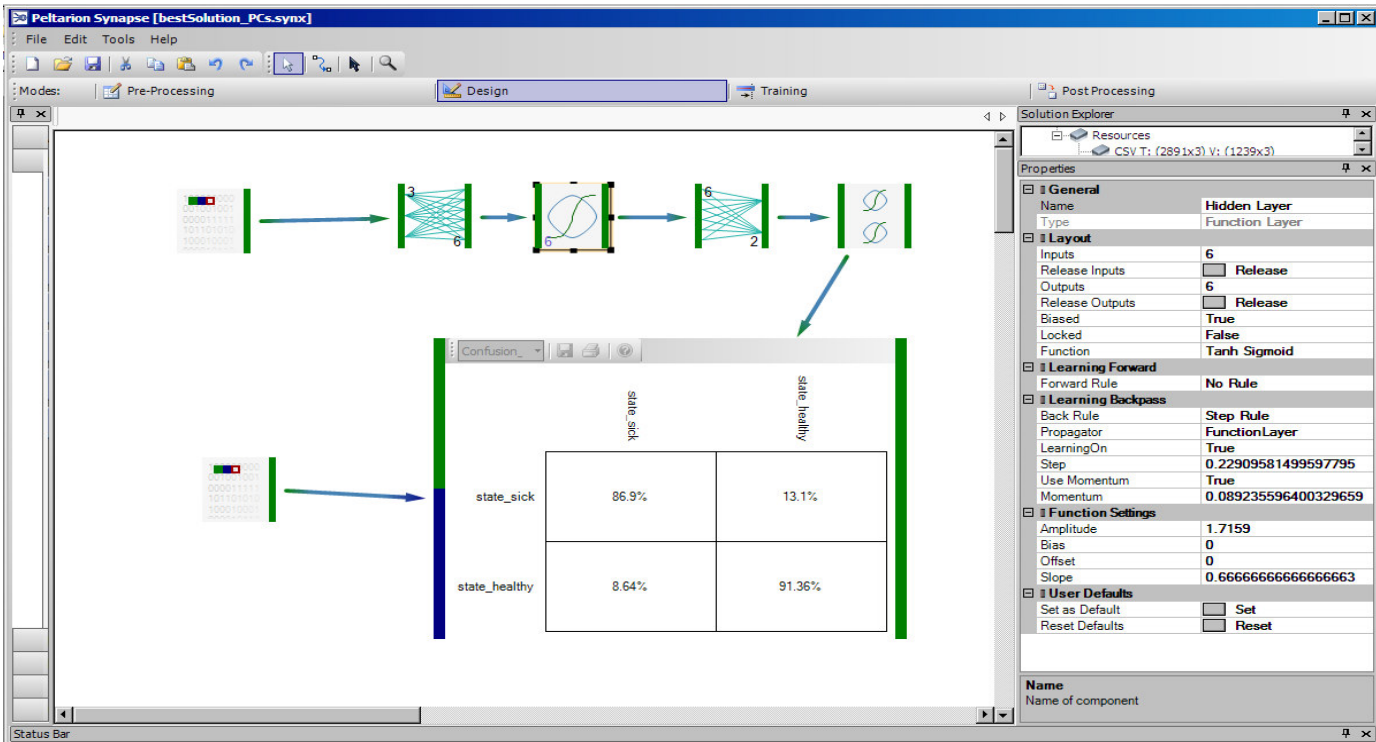 Peltarion Synapse [bestSolution_PCs.synx]
File Edit Tools Help
Modes: Pre-Processing Design Training Post Processing
Solution Explorer
Resources
CSV T: (2891x3) V: (1239x3)
Properties
General
Name Hidden Layer
Type Function Layer
Layout
Inputs 6
Release Inputs Release
Outputs 6
Release Outputs Release
Biased True
Locked False
Function Tanh Sigmoid
Learning Forward
Forward Rule No Rule
Learning Backpass
Back Rule Step Rule
Propagator FunctionLayer
LearningOn True
Step 0.22909581499597795
Use Momentum True
Momentum 0.089235596400329659
Function Settings
Amplitude 1.7159
Bias 0
Offset 0
Slope 0.66666666666666663
User Defaults
Set as Default Set
Reset Defaults Reset
Name
Name of component
3
6
6
6
2
Confusion_
state_sick
state_healthy
state_sick 86.9% 13.1%
state_healthy 8.64% 91.36%
Status Bar